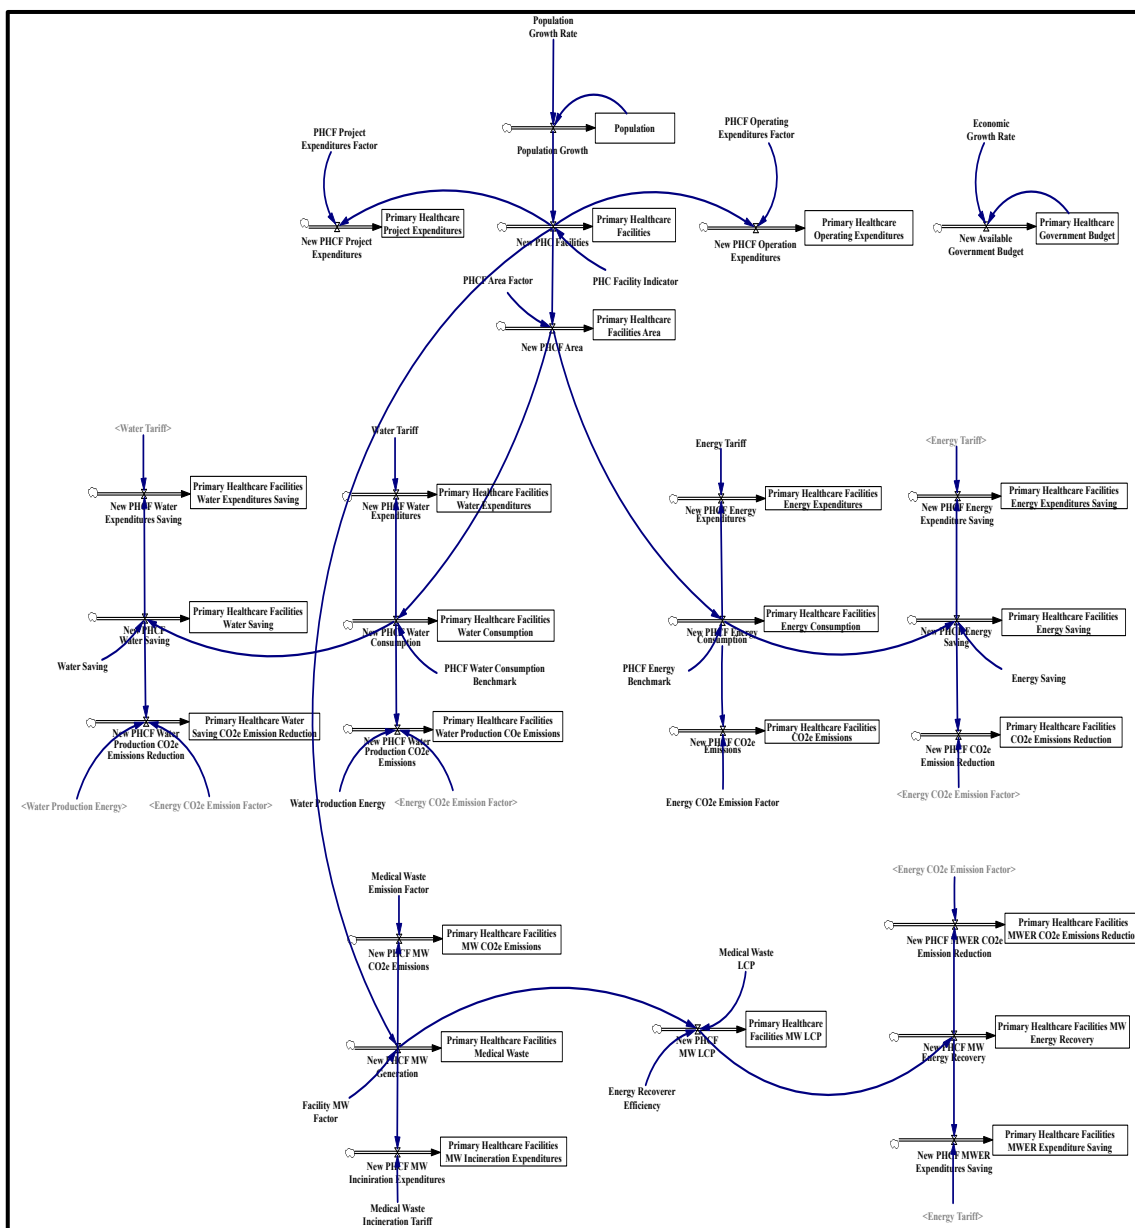 Population
Growth Rate
Population
Population Growth
PHCF Project
Expenditures Factor
PHCF Operating
Expenditures Factor
Economic
Growth Rate
Primary Healthcare
Project Expenditures
New PHCF Project
Expenditures
Primary Healthcare
Facilities
New PHC Facilities
Primary Healthcare
Operating Expenditures
New PHCF Operation
Expenditures
Primary Healthcare
Government Budget
New Available
Government Budget
PHCF Area Factor
PHC Facility Indicator
Primary Healthcare
Facilities Area
New PHCF Area
<Water Tariff>
Water Tariff
Energy Tariff
<Energy Tariff>
Primary Healthcare Facilities
Water Expenditures Saving
New PHCF Water
Expenditures Saving
Primary Healthcare Facilities
Water Expenditures
New PHCF Water
Expenditures
Primary Healthcare Facilities
Energy Expenditures
New PHCF Energy
Expenditures
Primary Healthcare Facilities
Energy Expenditures Saving
New PHCF Energy
Expenditure Saving
Primary Healthcare Facilities
Water Saving
New PHCF
Water Saving
Water Saving
Primary Healthcare Facilities
Water Consumption
New PHCF Water
Consumption
PHCF Water Consumption
Benchmark
Primary Healthcare Facilities
Energy Consumption
New PHCF Energy
Consumption
PHCF Energy
Benchmark
Primary Healthcare Facilities
Energy Saving
New PHCF Energy
Saving
Energy Saving
Primary Healthcare Water
Saving CO2e Emission Reduction
New PHCF Water
Production CO2e
Emissions Reduction
Primary Healthcare Facilities
Water Production COe Emissions
New PHCF Water
Production CO2e
Emissions
Primary Healthcare Facilities
CO2e Emissions
New PHCF CO2e
Emissions
Primary Healthcare Facilities
CO2e Emissions Reduction
New PHCF CO2e
Emission Reduction
<Water Production Energy>
<Energy CO2e Emission Factor>
Water Production Energy
<Energy CO2e Emission Factor>
Energy CO2e Emission Factor
<Energy CO2e Emission Factor>
Medical Waste
Emission Factor
<Energy CO2e Emission Factor>
Primary Healthcare Facilities
MW CO2e Emissions
New PHCF MW
CO2e Emissions
Medical Waste
LCP
Primary Healthcare Facilities
MWER CO2e Emissions Reduction
New PHCF MWER CO2e
Emission Reduction
Primary Healthcare Facilities
Medical Waste
New PHCF MW
Generation
Facility MW
Factor
Primary Healthcare
Facilities MW LCP
New PHCF
MW LCP
Energy Recoverer
Efficiency
Primary Healthcare Facilities MW
Energy Recovery
New PHCF MW
Energy Recovery
Primary Healthcare Facilities
MW Incineration Expenditures
New PHCF MW
Inciniration Expenditures
Medical Waste
Incineration Tariff
Primary Healthcare Facilities
MWER Expenditure Saving
New PHCF MWER
Expenditures Saving
<Energy Tariff>